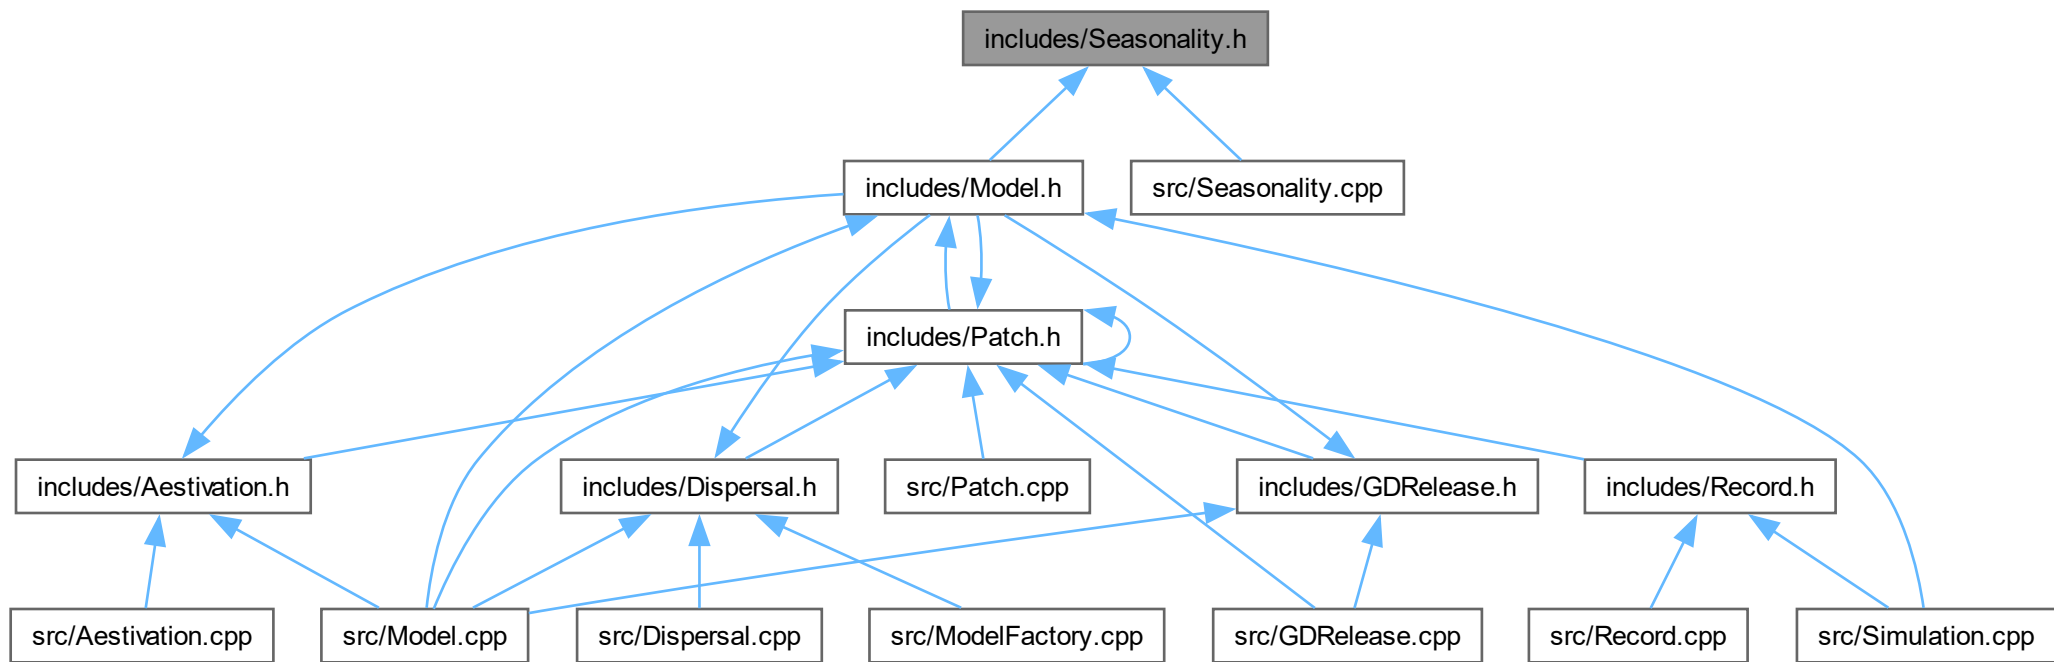 includes/Seasonality.h
includes/Model.h
src/Seasonality.cpp
includes/Patch.h
includes/Aestivation.h
includes/Dispersal.h
src/Patch.cpp
includes/GDRelease.h
includes/Record.h
src/Aestivation.cpp
src/Model.cpp
src/Dispersal.cpp
src/ModelFactory.cpp
src/GDRelease.cpp
src/Record.cpp
src/Simulation.cpp